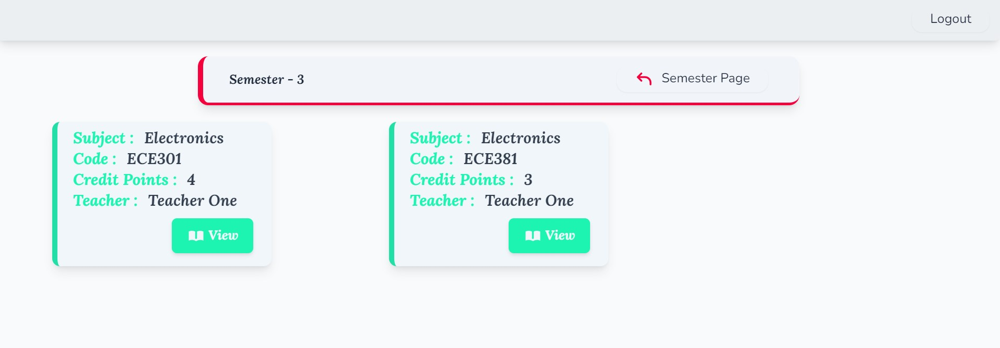 Logout
Semester - 3
Semester Page
Subject : Electronics
Code : ECE301
Credit Points : 4
Teacher : Teacher One
View
Subject : Electronics
Code : ECE381
Credit Points : 3
Teacher : Teacher One
View